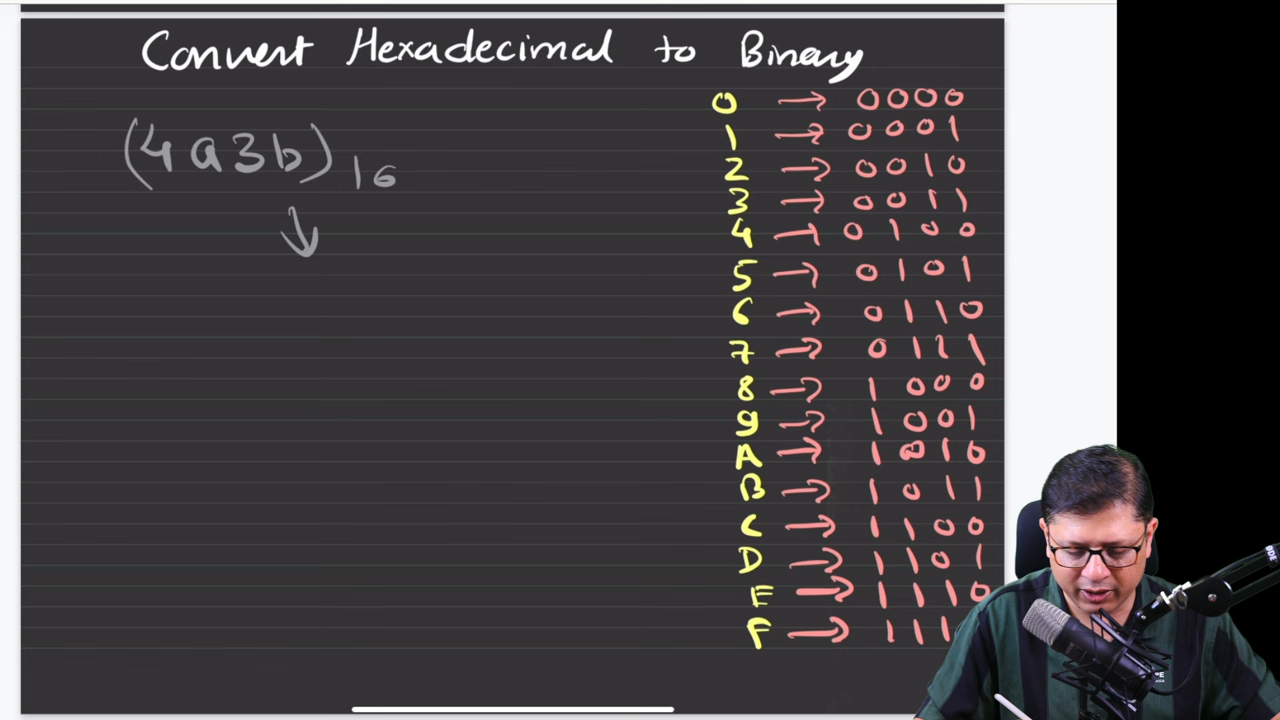 Convert Hexadecimal to Binary
(4a3b)16
↓
0 → 0000
1 → 0001
2 → 0010
3 → 0011
4 → 0100
5 → 0101
6 → 0110
7 → 0111
8 → 1000
9 → 1001
A → 1010
B → 1011
C → 1100
D → 1101
E → 1110
F → 111